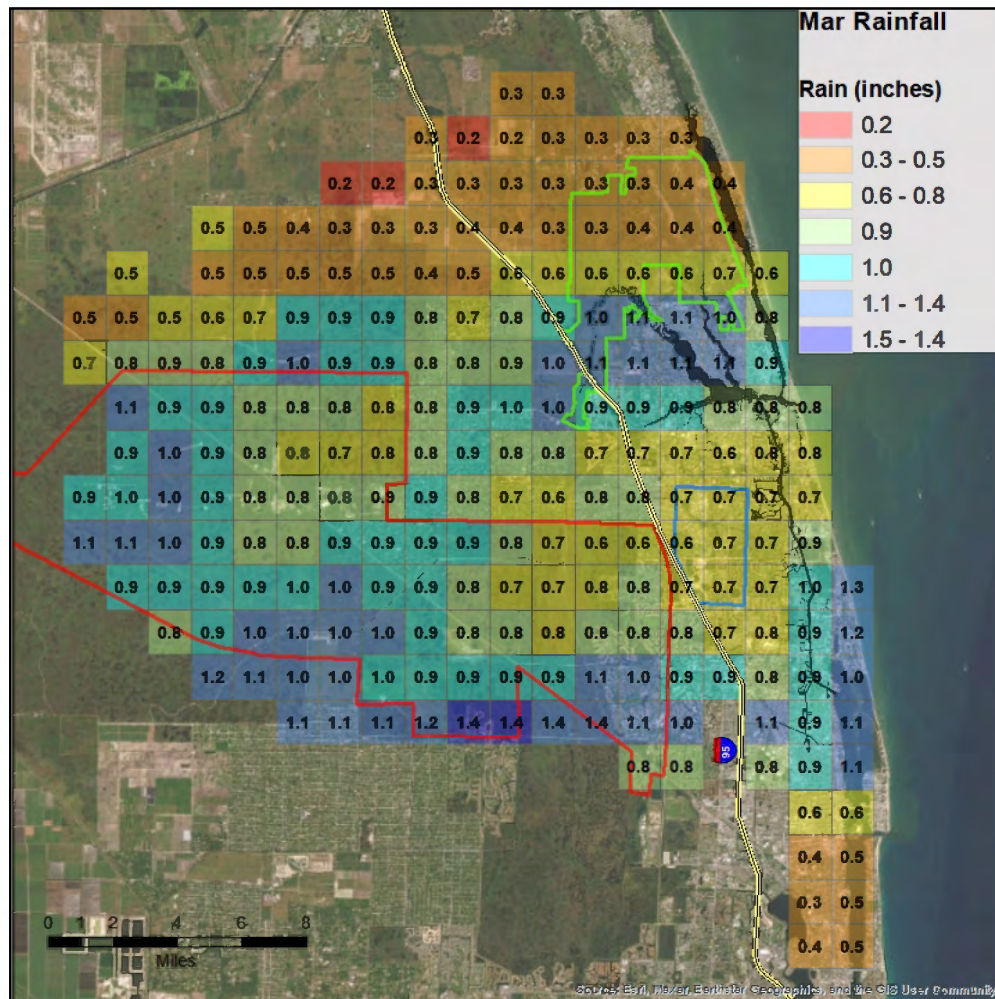 Mar Rainfall
Rain (inches)
0.2
0.3 - 0.5
0.6 - 0.8
0.9
1.0
1.1 - 1.4
1.5 - 1.4
0.3 0.3
0.3 0.2 0.2 0.3 0.3 0.3 0.3
0.2 0.2 0.3 0.3 0.3 0.3 0.3 0.3 0.4 0.4
0.5 0.5 0.4 0.3 0.3 0.3 0.4 0.4 0.3 0.3 0.4 0.4 0.4
0.5 0.5 0.5 0.5 0.5 0.5 0.4 0.5 0.6 0.6 0.6 0.6 0.6 0.7 0.6
0.5 0.5 0.5 0.6 0.7 0.9 0.9 0.9 0.8 0.7 0.8 0.9 1.0 1.1 1.1 1.0 0.8
0.7 0.8 0.9 0.8 0.9 1.0 0.9 0.9 0.8 0.8 0.9 1.0 1.1 1.1 1.1 1.1 0.9
1.1 0.9 0.9 0.8 0.8 0.8 0.8 0.8 0.9 1.0 1.0 0.9 0.9 0.9 0.8 0.8 0.8
0.9 1.0 0.9 0.8 0.8 0.7 0.8 0.8 0.9 0.8 0.8 0.7 0.7 0.7 0.6 0.8 0.8
0.9 1.0 1.0 0.9 0.8 0.8 0.8 0.9 0.9 0.8 0.7 0.6 0.8 0.8 0.7 0.7 0.7 0.7
1.1 1.1 1.0 0.9 0.8 0.8 0.9 0.9 0.9 0.9 0.8 0.7 0.6 0.6 0.6 0.7 0.7 0.9
0.9 0.9 0.9 0.9 1.0 1.0 0.9 0.9 0.8 0.7 0.7 0.8 0.8 0.7 0.7 0.7 1.0 1.3
0.8 0.9 1.0 1.0 1.0 1.0 0.9 0.8 0.8 0.8 0.8 0.8 0.8 0.7 0.8 0.9 1.2
1.2 1.1 1.0 1.0 1.0 0.9 0.9 0.9 0.9 1.1 1.0 0.9 0.9 0.8 0.9 1.0
1.1 1.1 1.1 1.2 1.4 1.4 1.4 1.4 1.1 1.0 1.1 0.9 1.1
95
0.8 0.8 0.8 0.9 1.1
0.6 0.6
0.4 0.5
0.3 0.5
0.4 0.5
0 1 2 4 6 8
Miles
Source: Esri, Maxar, Earthstar Geographics, and the GIS User Community